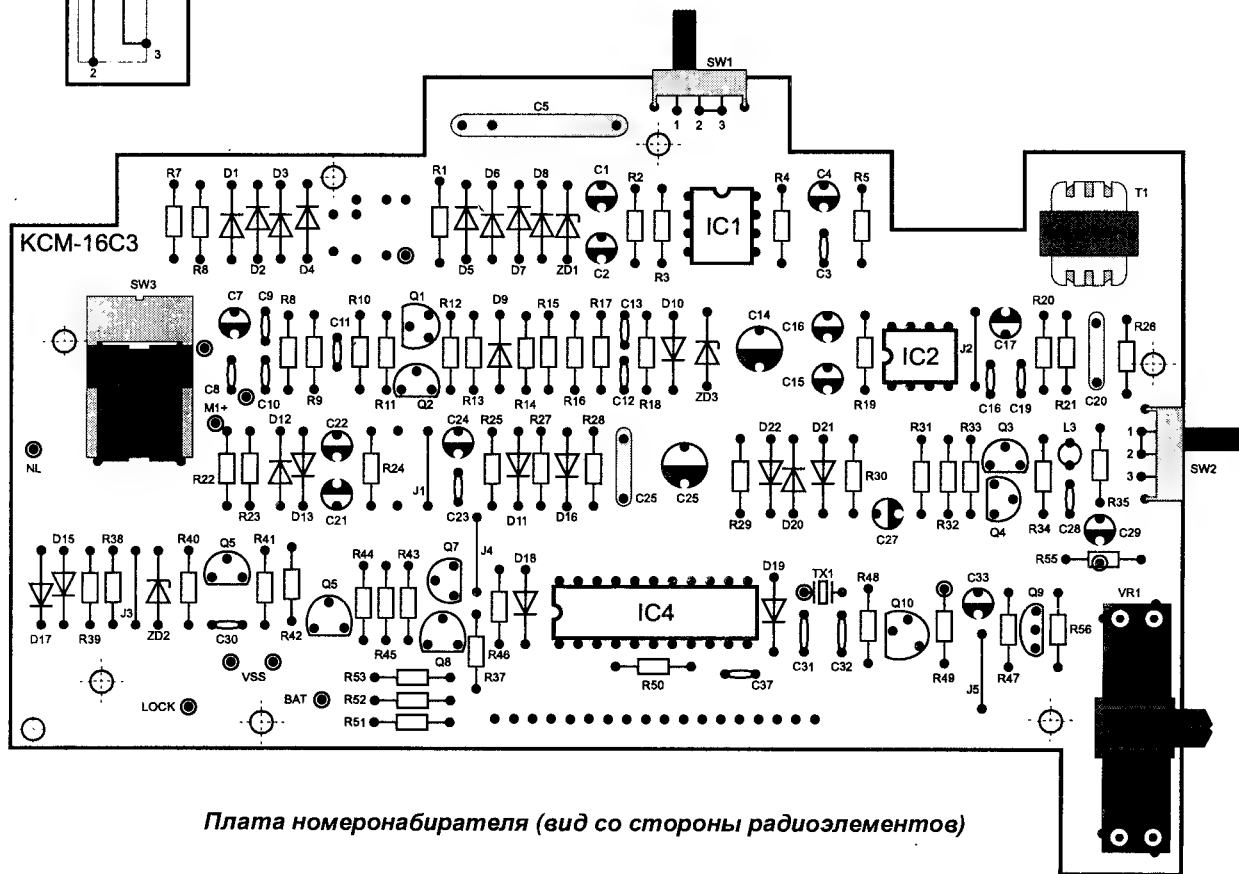 3
2
SW1
1 2 3
C5
R7 D1 D3 R1 D6 D8 C1 R2 R4 C4 R5 T1
IC1
KCM-16C3
R8 D2 D4 D5 D7 ZD1 C2 R3 C3
SW3
C7 C9 R8 R10 Q1 R12 D9 R15 R17 C13 D10 C14 C16 C17 R20 R26
C11 IC2 J2
C15
C8 C10 R9 R11 Q2 R13 R14 R16 C12 R18 ZD3 R19 C16 C19 R21 C20
M1+ D12 C22 C24 R25 R27 R28 D22 D21 R31 R33 Q3 L3
1
2
3
SW2
NL
R22 R24 J1 C25 C25 R30 R35
R23 D13 C21 C23 D11 D16 R29 D20 C27 R32 Q4 R34 C28 C29
D15 R38 R40 Q5 R41 R44 R45 R43 Q7 J4 D18 D19 TX1 R48 C33 Q9 R55 VR1
Q5 IC4 Q10 R56
J3
D17 R39 ZD2 C30 R42 R45 Q8 R46 C31 C32 R49 R47
VSS R53 R37 R50 C37 J5
LOCK BAT R52
R51
Плата номеронабирателя (вид со стороны радиоэлементов)